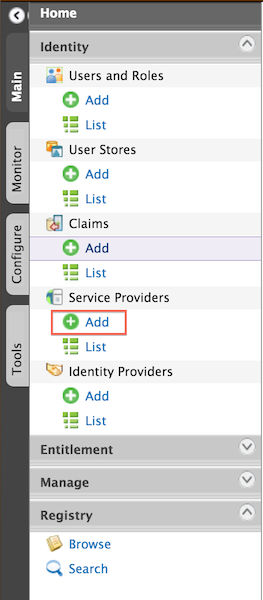 Home
Identity
Users and Roles
Add
List
User Stores
Add
List
Claims
Add
List
Service Providers
Add
List
Identity Providers
Add
List
Entitlement
Manage
Registry
Browse
Search
Main
Monitor
Configure
Tools